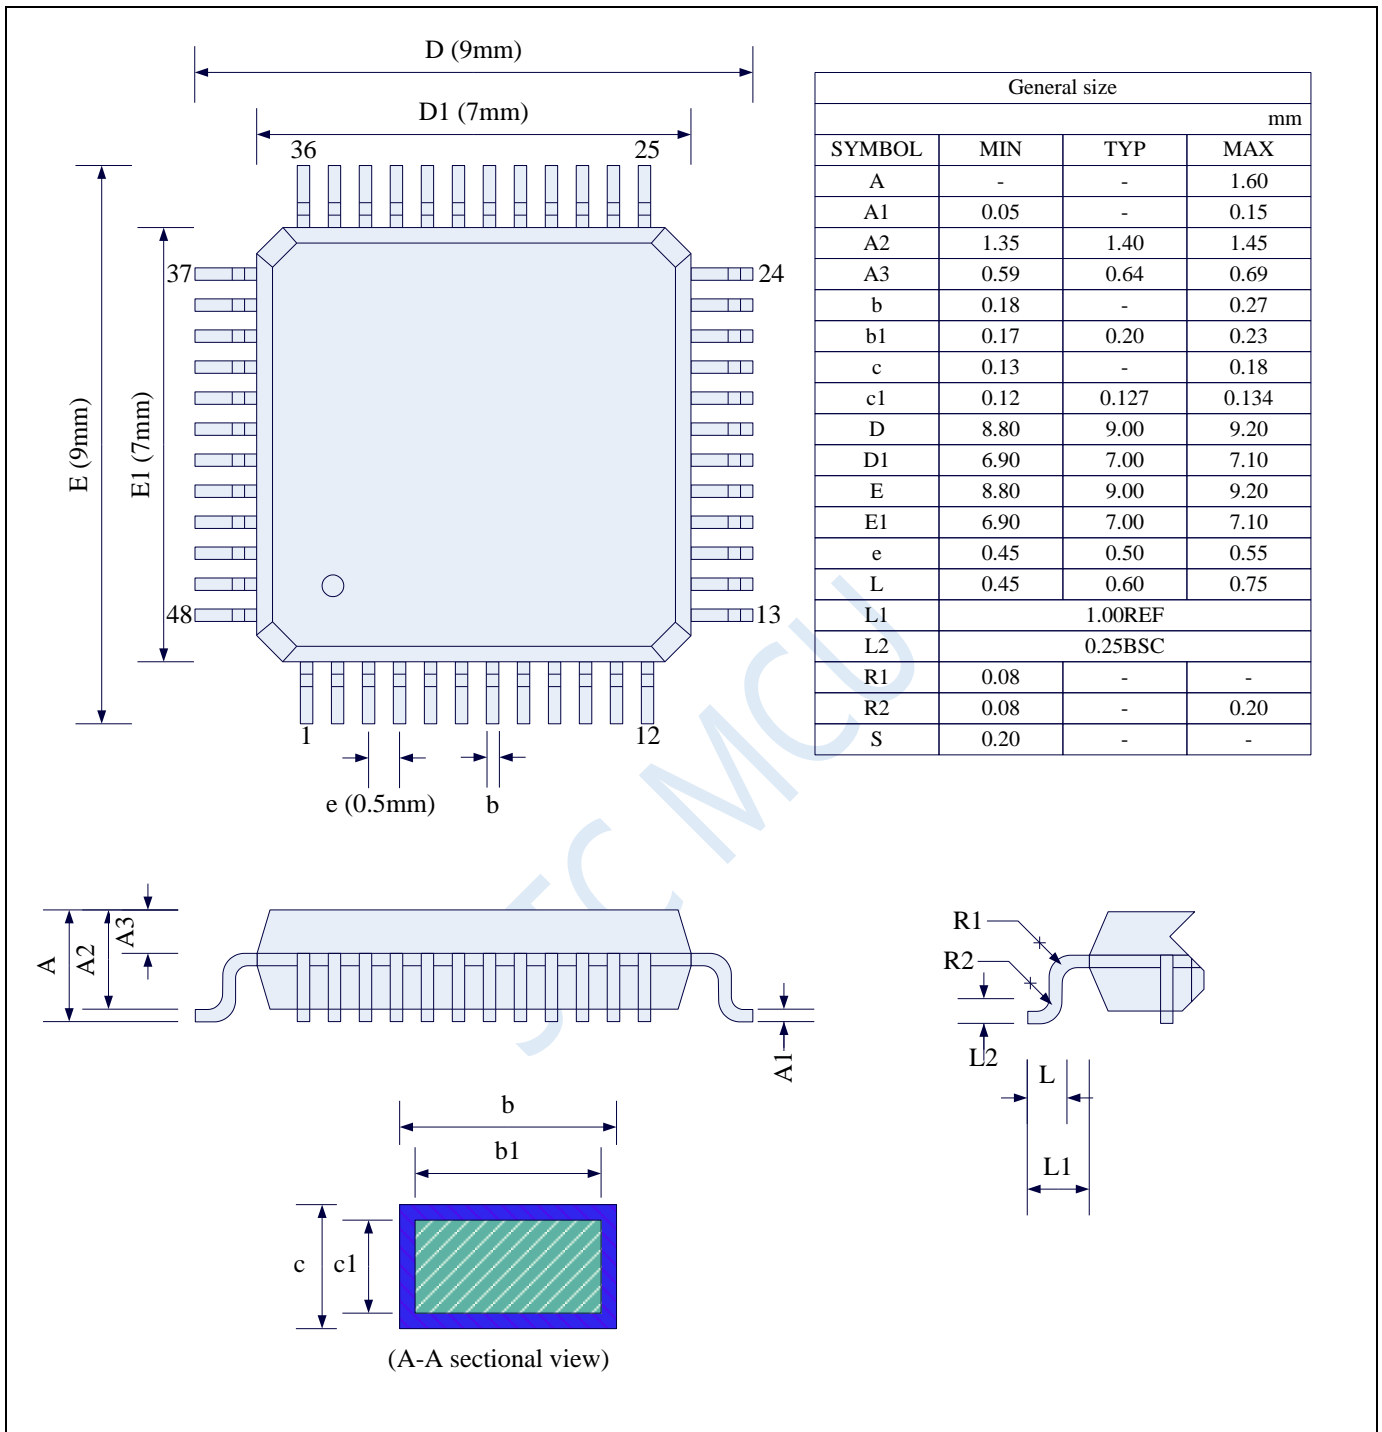 D (9mm)
D1 (7mm)
36
25
37
24
E (9mm)
E1 (7mm)
48
13
1
12
e (0.5mm)
b
General size
mm
SYMBOL MIN TYP MAX
A - - 1.60
A1 0.05 - 0.15
A2 1.35 1.40 1.45
A3 0.59 0.64 0.69
b 0.18 - 0.27
b1 0.17 0.20 0.23
c 0.13 - 0.18
c1 0.12 0.127 0.134
D 8.80 9.00 9.20
D1 6.90 7.00 7.10
E 8.80 9.00 9.20
E1 6.90 7.00 7.10
e 0.45 0.50 0.55
L 0.45 0.60 0.75
L1 1.00REF
L2 0.25BSC
R1 0.08 - -
R2 0.08 - 0.20
S 0.20 - -
STC MCU
A
A2
A3
A1
R1
R2
L2
L
L1
b
b1
c
c1
(A-A sectional view)